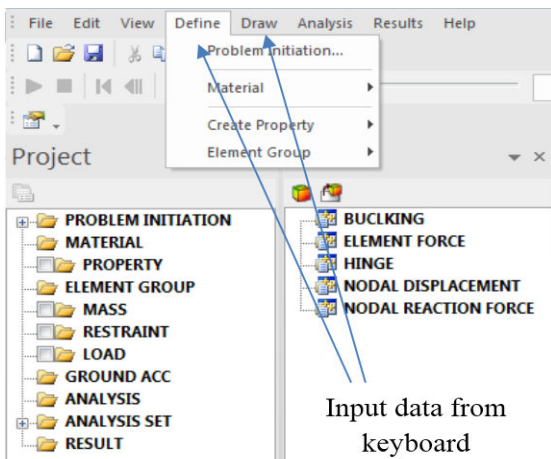 File Edit View Define Draw Analysis Results Help
Problem Initiation...
Material
Create Property
Element Group
Project
PROBLEM INITIATION
MATERIAL
PROPERTY
ELEMENT GROUP
MASS
RESTRAINT
LOAD
GROUND ACC
ANALYSIS
ANALYSIS SET
RESULT
BUCLKING
ELEMENT FORCE
HINGE
NODAL DISPLACEMENT
NODAL REACTION FORCE
Input data from
keyboard